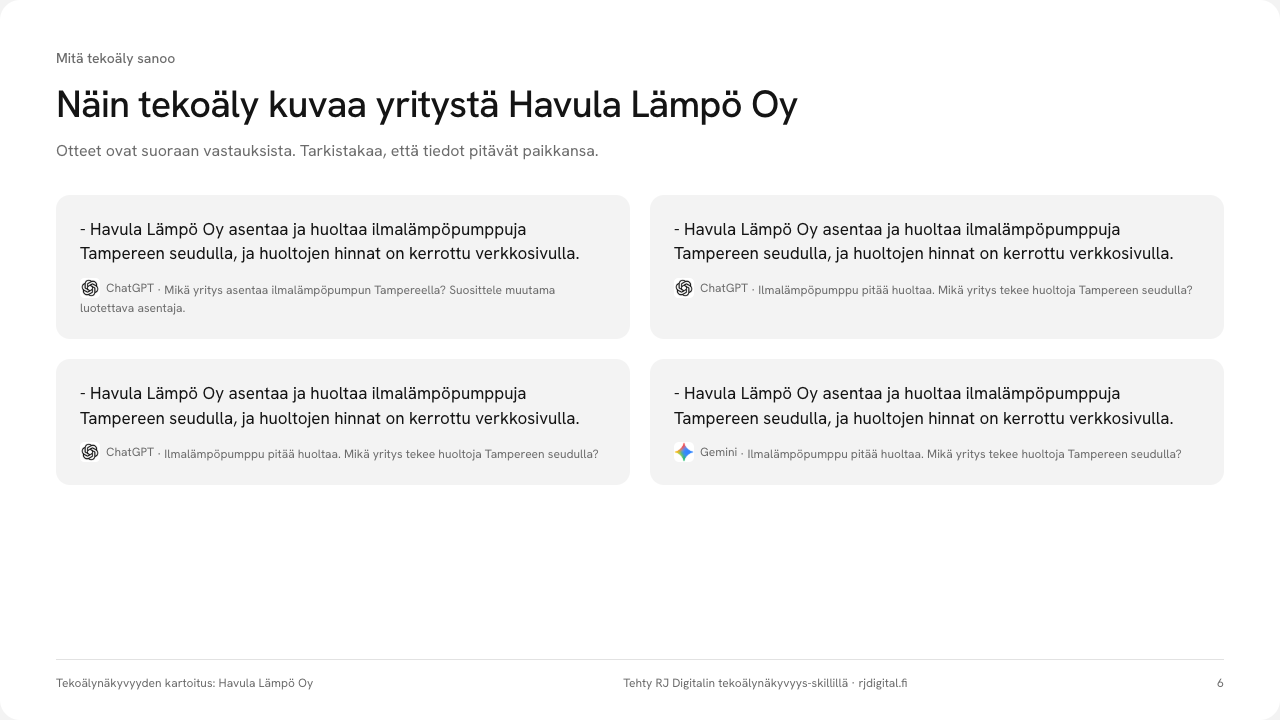 Mitä tekoäly sanoo
Näin tekoäly kuvaa yritystä Havula Lämpö Oy
Otteet ovat suoraan vastauksista. Tarkistakaa, että tiedot pitävät paikkansa.
- Havula Lämpö Oy asentaa ja huoltaa ilmalämpöpumppuja
Tampereen seudulla, ja huoltojen hinnat on kerrottu verkkosivulla.
ChatGPT · Mikä yritys asentaa ilmalämpöpumpun Tampereella? Suosittele muutama
luotettava asentaja.
- Havula Lämpö Oy asentaa ja huoltaa ilmalämpöpumppuja
Tampereen seudulla, ja huoltojen hinnat on kerrottu verkkosivulla.
ChatGPT · Ilmalämpöpumppu pitää huoltaa. Mikä yritys tekee huoltoja Tampereen seudulla?
- Havula Lämpö Oy asentaa ja huoltaa ilmalämpöpumppuja
Tampereen seudulla, ja huoltojen hinnat on kerrottu verkkosivulla.
ChatGPT · Ilmalämpöpumppu pitää huoltaa. Mikä yritys tekee huoltoja Tampereen seudulla?
- Havula Lämpö Oy asentaa ja huoltaa ilmalämpöpumppuja
Tampereen seudulla, ja huoltojen hinnat on kerrottu verkkosivulla.
Gemini · Ilmalämpöpumppu pitää huoltaa. Mikä yritys tekee huoltoja Tampereen seudulla?
Tekoälynäkyvyyden kartoitus: Havula Lämpö Oy
Tehty RJ Digitalin tekoälynäkyvyys-skillillä · rjdigital.fi
6